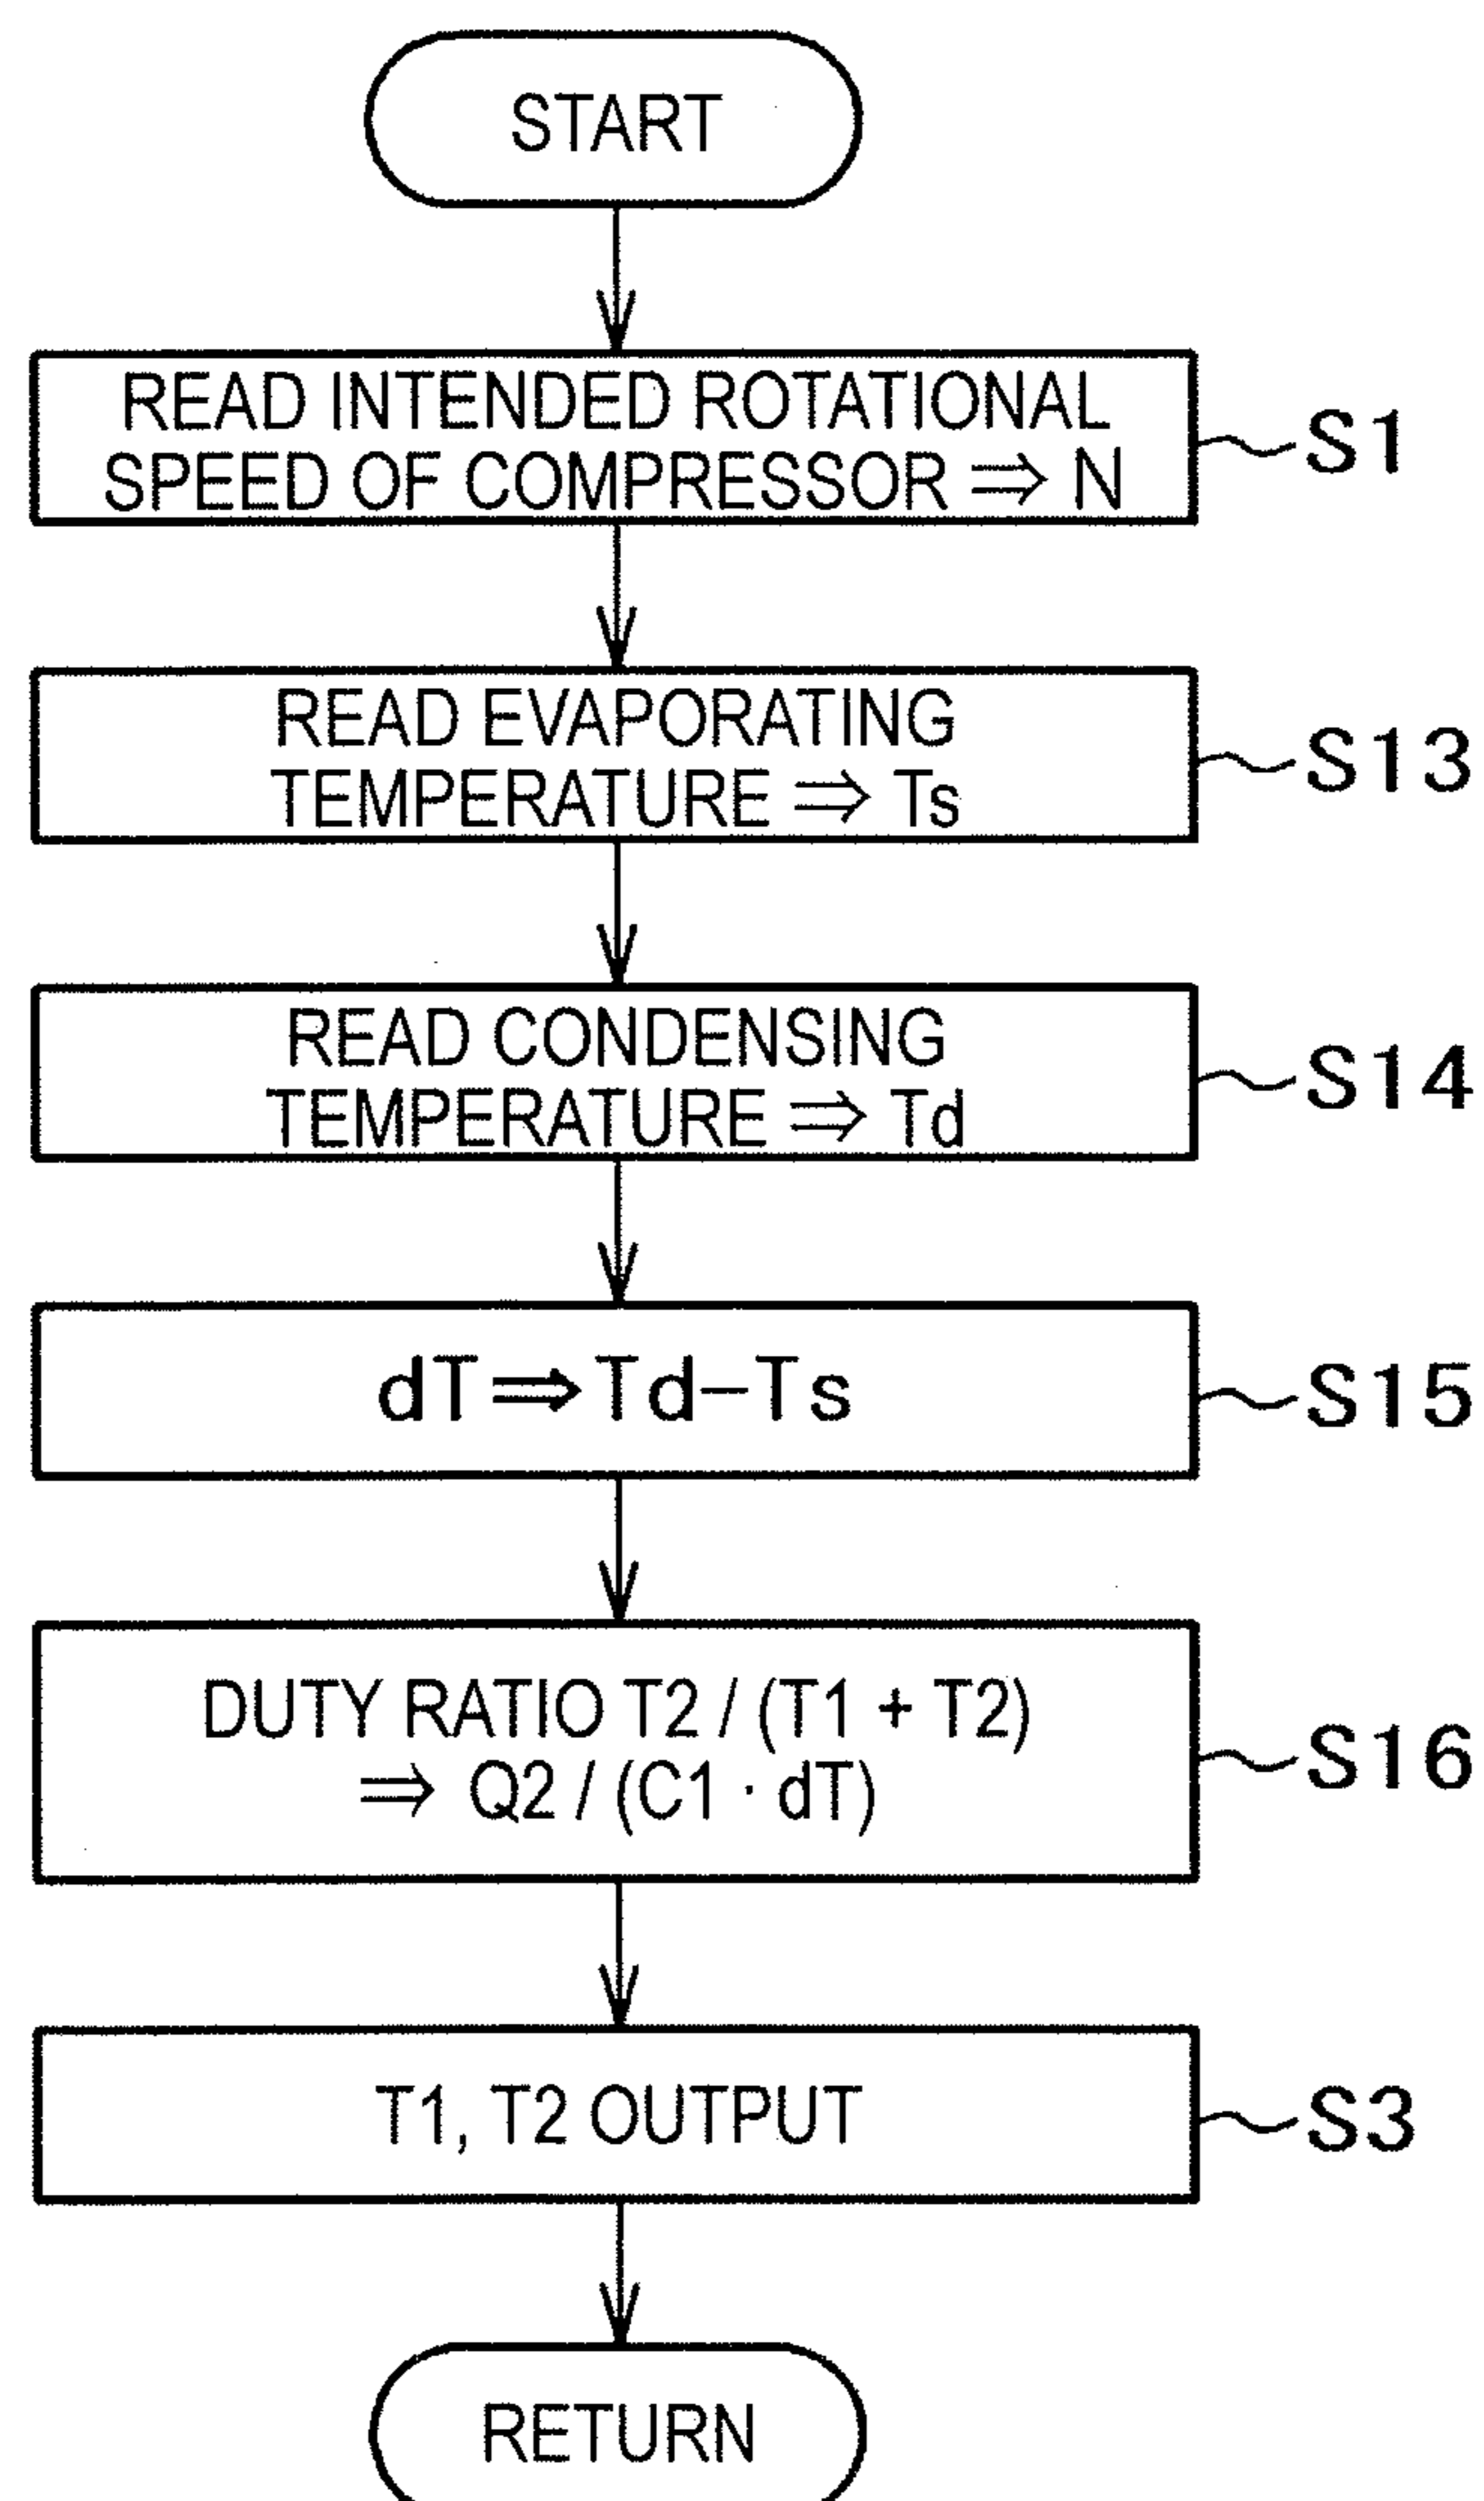 START
READ INTENDED ROTATIONAL
SPEED OF COMPRESSOR ⇒ N
S1
READ EVAPORATING
TEMPERATURE ⇒ Ts
S13
READ CONDENSING
TEMPERATURE ⇒ Td
S14
dT⇒Td-Ts
S15
DUTY RATIO T2 / (T1 + T2)
⇒ Q2 / (C1 · dT)
S16
T1, T2 OUTPUT
S3
RETURN